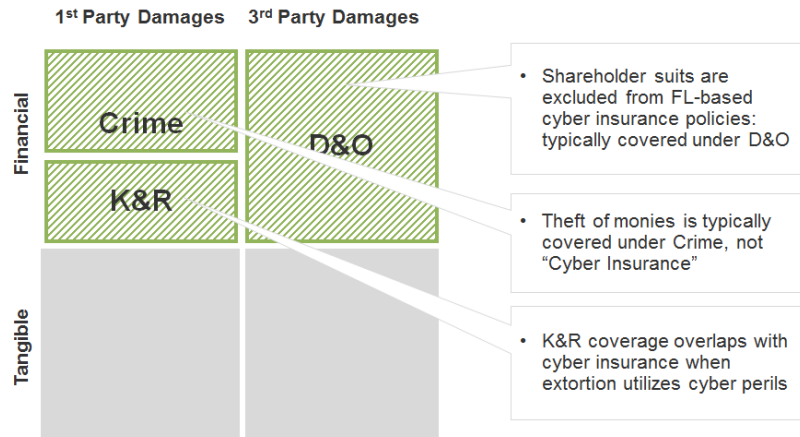 1st Party Damages
3rd Party Damages
Financial
Crime
K&R
D&O
Tangible
• Shareholder suits are
excluded from FL-based
cyber insurance policies:
typically covered under D&O
• Theft of monies is typically
covered under Crime, not
“Cyber Insurance”
• K&R coverage overlaps with
cyber insurance when
extortion utilizes cyber perils